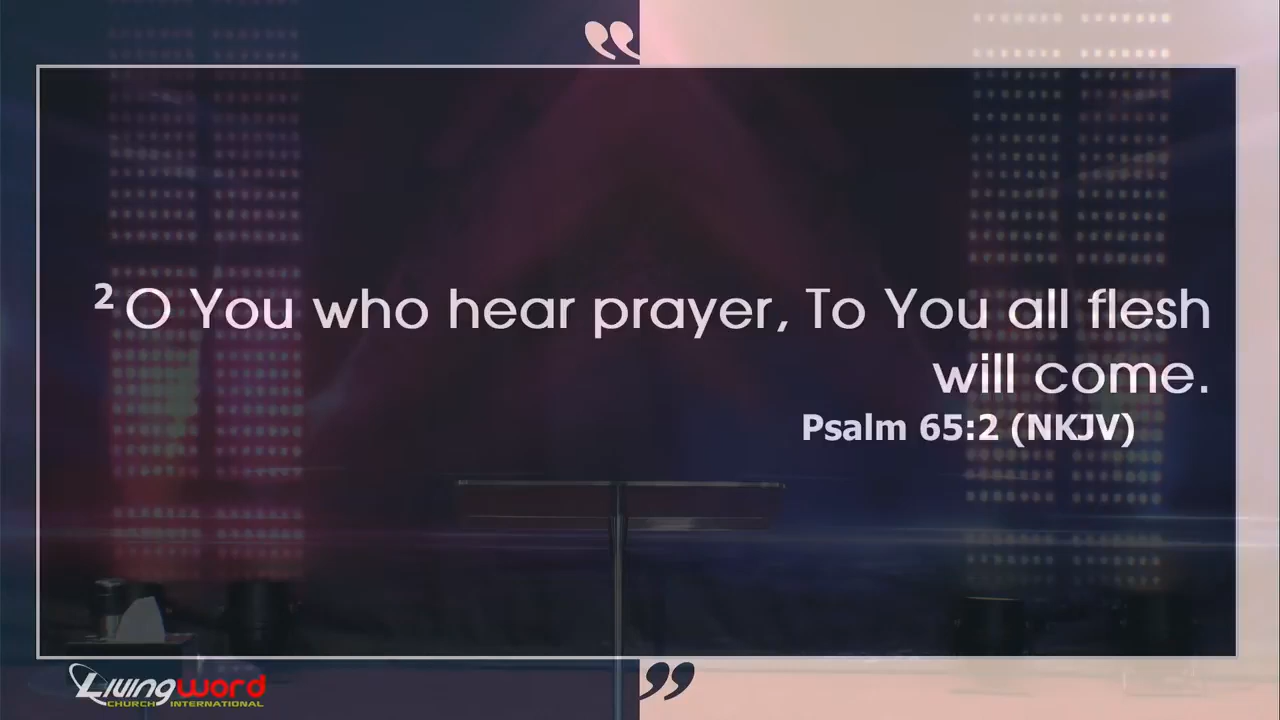 ²O You who hear prayer, To You all flesh
will come.
Psalm 65:2 (NKJV)
Livingword
CHURCH INTERNATIONAL